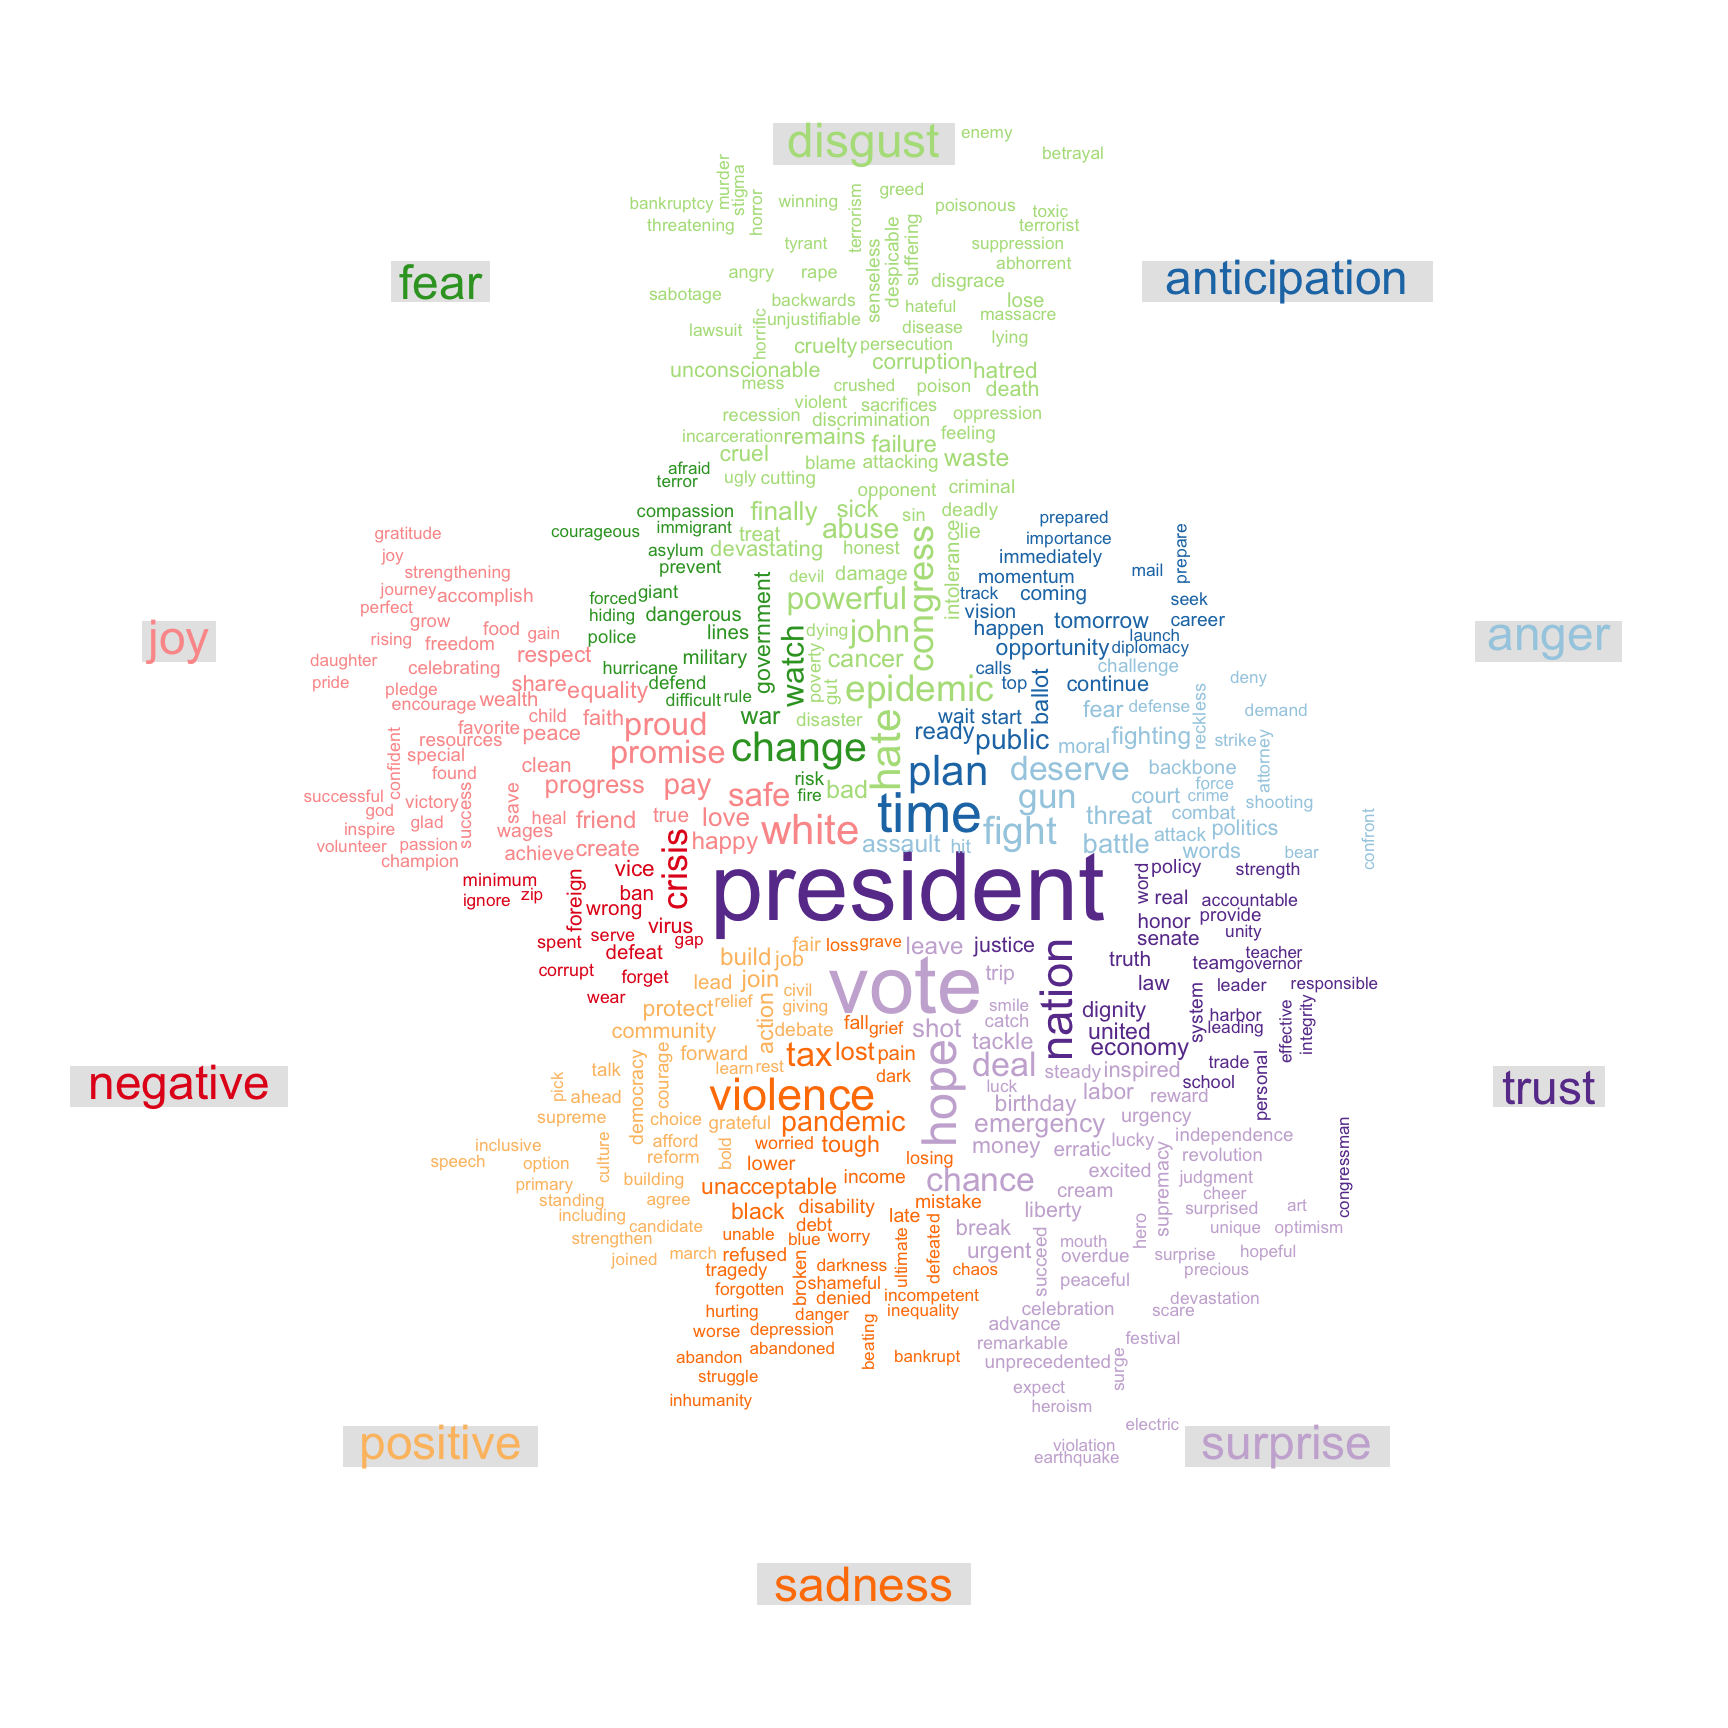 disgust
enemy
betrayal
murder
stigma
horror
bankruptcy
winning
terrorism
greed
poisonous
toxic
threatening
terrorist
tyrant
senseless
despicable
suffering
suppression
abhorrent
fear
anticipation
angry
rape
disgrace
sabotage
backwards
hateful
lose
unjustifiable
massacre
lawsuit
horrific
disease
lying
cruelty
persecution
unconscionable
corruption
hatred
mess
crushed
poison
death
violent
sacrifices
recession
discrimination
oppression
incarceration
remains
failure
feeling
cruel
blame
attacking
waste
afraid
terror
ugly
cutting
opponent
criminal
compassion
finally
sick
sin
deadly
prepared
gratitude
courageous
immigrant
treat
abuse
congress
intolerance
lie
importance
prepare
joy
asylum
devastating
honest
immediately
strengthening
prevent
devil
damage
momentum
mail
journey
accomplish
forced
giant
government
powerful
track
coming
seek
perfect
hiding
dangerous
vision
tomorrow
career
grow
food
gain
police
lines
watch
dying
john
happen
launch
joy
rising
freedom
respect
military
poverty
cancer
opportunity
diplomacy
anger
daughter
celebrating
hurricane
gut
calls
challenge
pride
pledge
share
equality
defend
epidemic
top
continue
deny
encourage
wealth
difficult
rule
ballot
reckless
favorite
child
faith
proud
war
disaster
hate
wait
start
fear
defense
demand
resources
peace
ready
public
moral
fighting
strike
attorney
confident
special
promise
change
clean
found
plan
deserve
backbone
progress
pay
risk
bad
force
successful
victory
success
save
safe
fire
time
gun
court
crime
shooting
god
glad
heal
friend
true
love
threat
combat
inspire
wages
white
fight
attack
politics
confront
volunteer
passion
achieve
create
happy
assault
hit
battle
words
bear
champion
crisis
president
vice
word
policy
strength
minimum
foreign
ignore
zip
ban
real
accountable
wrong
honor
provide
virus
senate
unity
spent
serve
gap
defeat
fair
loss
grave
leave
justice
nation
truth
teacher
build
job
team
governor
corrupt
forget
lead
join
vote
trip
law
leader
responsible
wear
civil
protect
relief
giving
smile
dignity
system
harbor
effective
integrity
community
action
debate
fall
grief
shot
catch
united
leading
forward
tax
lost
pain
hope
tackle
economy
trade
personal
talk
democracy
courage
learn
rest
dark
deal
steady
inspired
school
negative
trust
pick
ahead
violence
luck
labor
reward
birthday
supreme
choice
grateful
pandemic
emergency
urgency
congressman
inclusive
culture
afford
bold
worried
tough
money
erratic
lucky
independence
speech
option
reform
lower
losing
revolution
primary
building
unacceptable
income
chance
excited
supremacy
judgment
standing
agree
cream
cheer
including
black
disability
late
mistake
liberty
surprised
art
candidate
debt
break
hero
unique
optimism
strengthen
unable
blue
worry
ultimate
defeated
mouth
joined
march
refused
urgent
succeed
overdue
surprise
hopeful
tragedy
broken
darkness
chaos
precious
forgotten
shameful
peaceful
denied
incompetent
devastation
hurting
danger
inequality
celebration
scare
worse
depression
advance
abandoned
beating
remarkable
festival
abandon
bankrupt
unprecedented
surge
struggle
expect
inhumanity
heroism
electric
positive
violation
surprise
earthquake
sadness